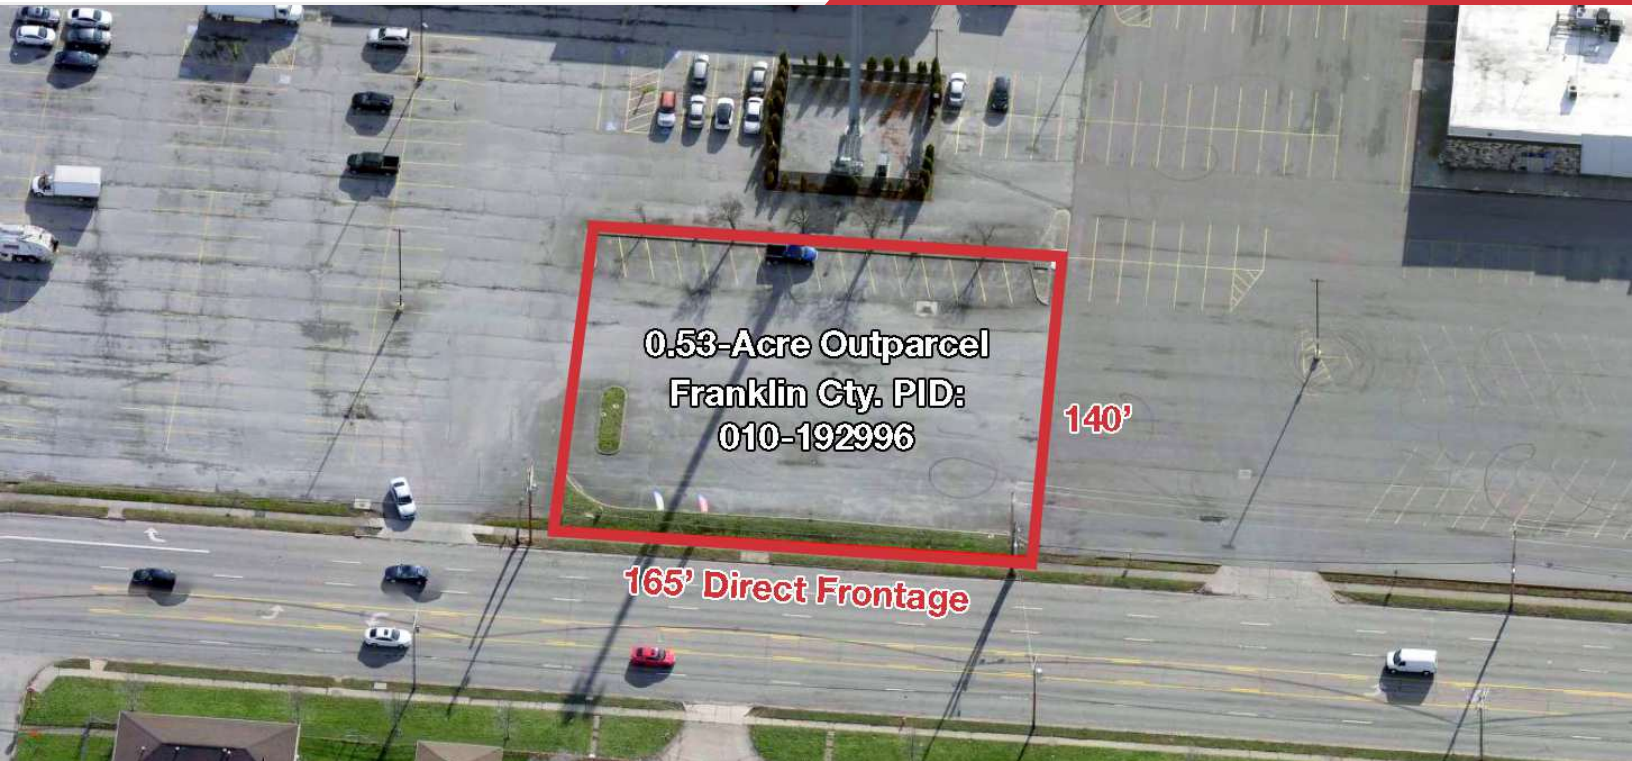 0.53-Acre Outparcel
Franklin Cty. PID:
010-192996
140’
165’ Direct Frontage